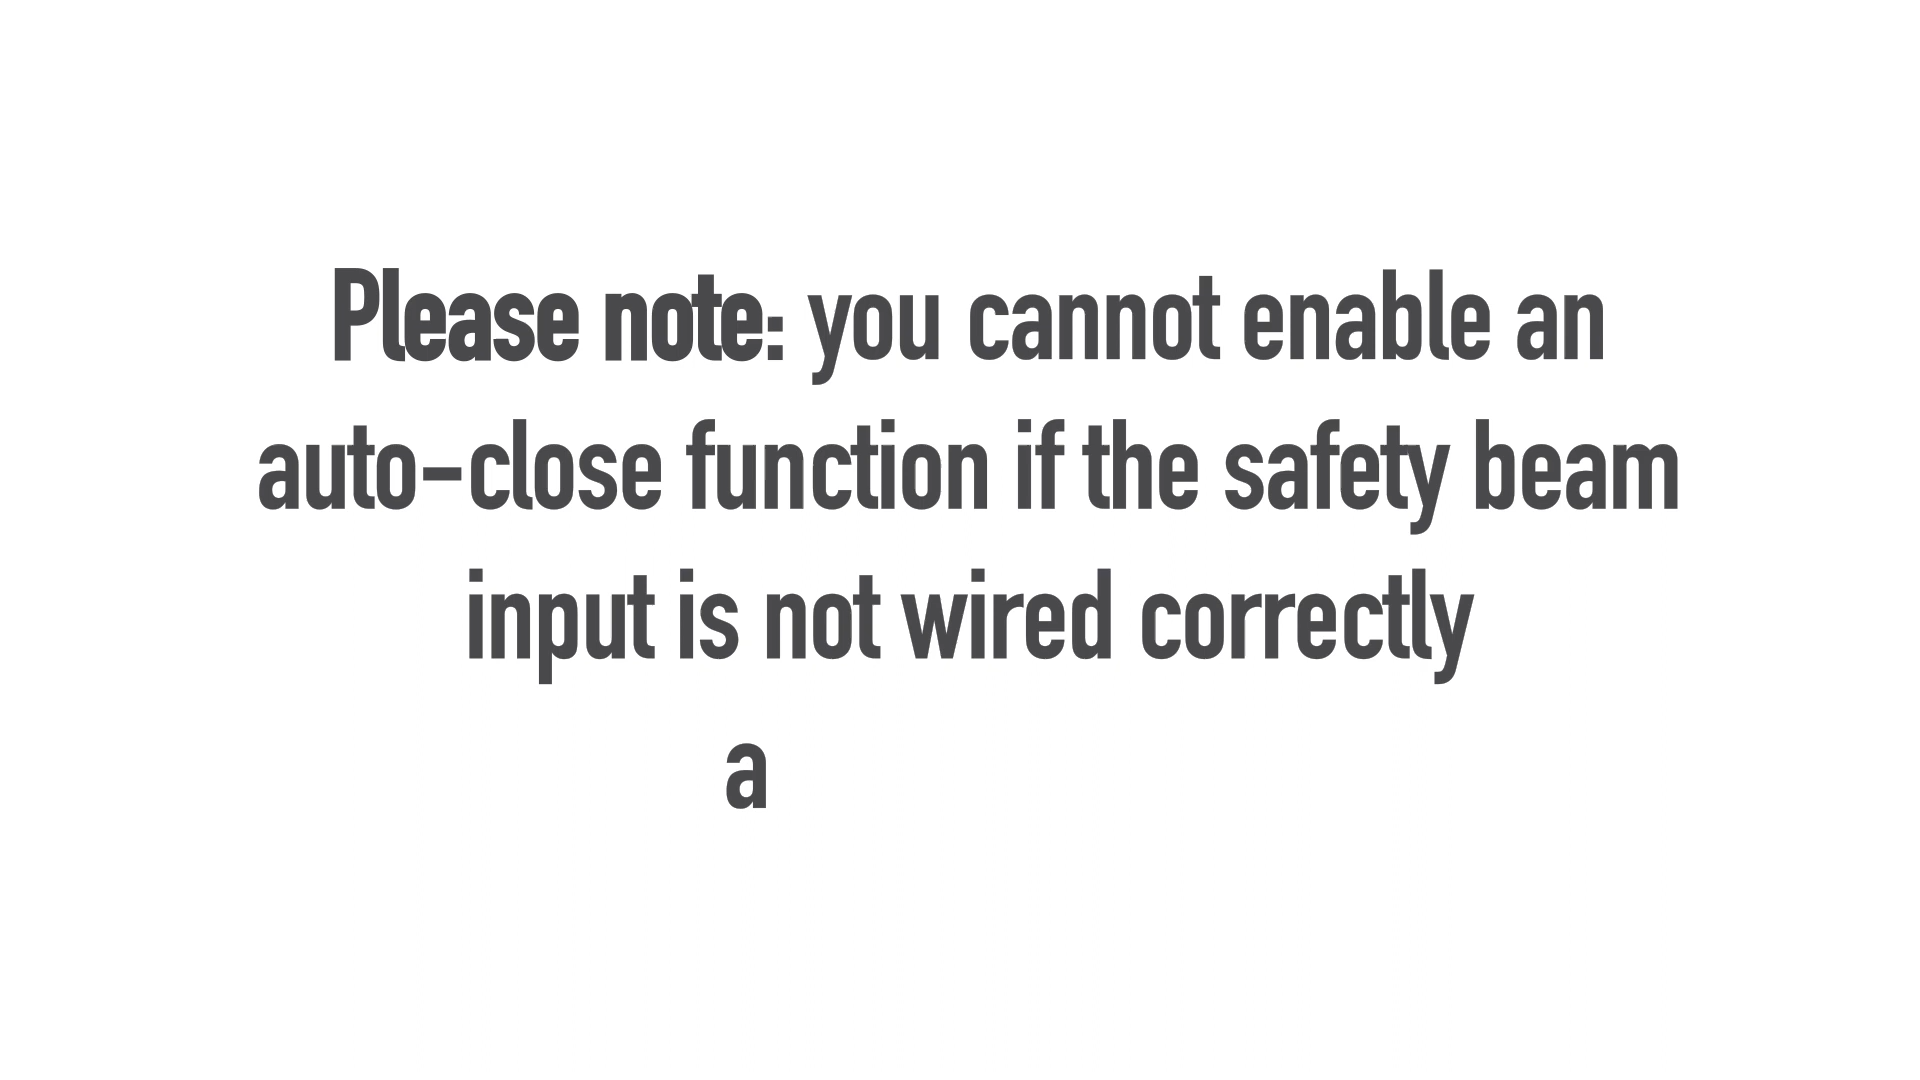 Please note: you cannot enable an
auto-close function if the safety beam
input is not wired correctly
a